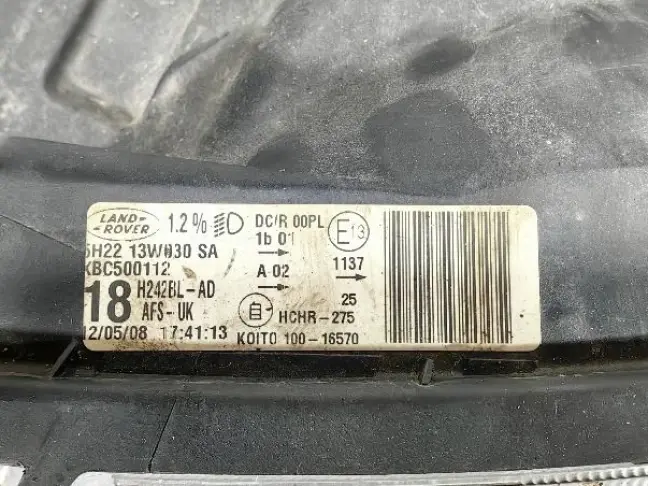 LAND-
-ROVER
1.2%
DC/R 00PL
1b 01
E13
5H22 13W030 SA
XBC500112
A 02
1137
18
H242BL-AD
AFS-UK
25
HCHR-275
12/05/08 17:41:13
KOITO 100-16570